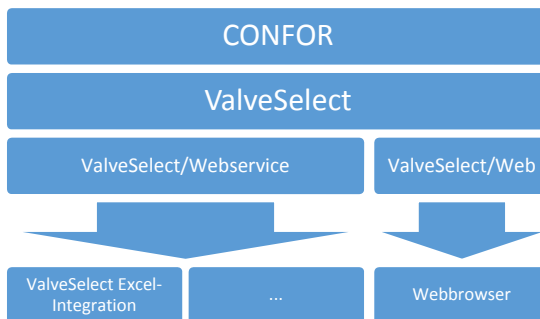 CONFOR
ValveSelect
ValveSelect/Webservice
ValveSelect/Web
ValveSelect Excel-
Integration
...
Webbrowser